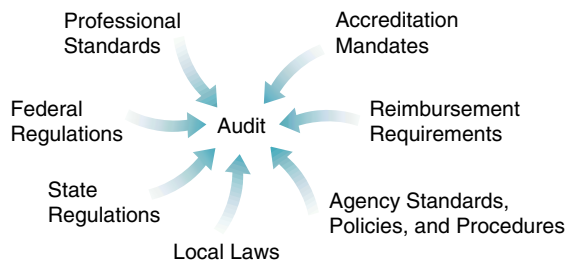 Professional
Standards
Accreditation
Mandates
Federal
Regulations
Audit
Reimbursement
Requirements
State
Regulations
Agency Standards,
Policies, and Procedures
Local Laws